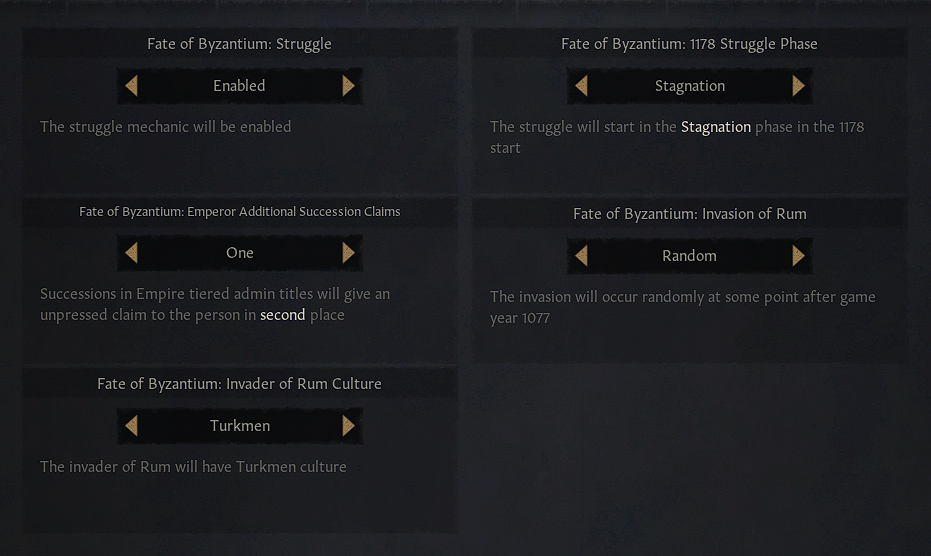 Fate of Byzantium: Struggle
Enabled
The struggle mechanic will be enabled
Fate of Byzantium: 1178 Struggle Phase
Stagnation
The struggle will start in the Stagnation phase in the 1178
start
Fate of Byzantium: Emperor Additional Succession Claims
One
Successions in Empire tiered admin titles will give an
unpressed claim to the person in second place
Fate of Byzantium: Invasion of Rum
Random
The invasion will occur randomly at some point after game
year 1077
Fate of Byzantium: Invader of Rum Culture
Turkmen
The invader of Rum will have Turkmen culture